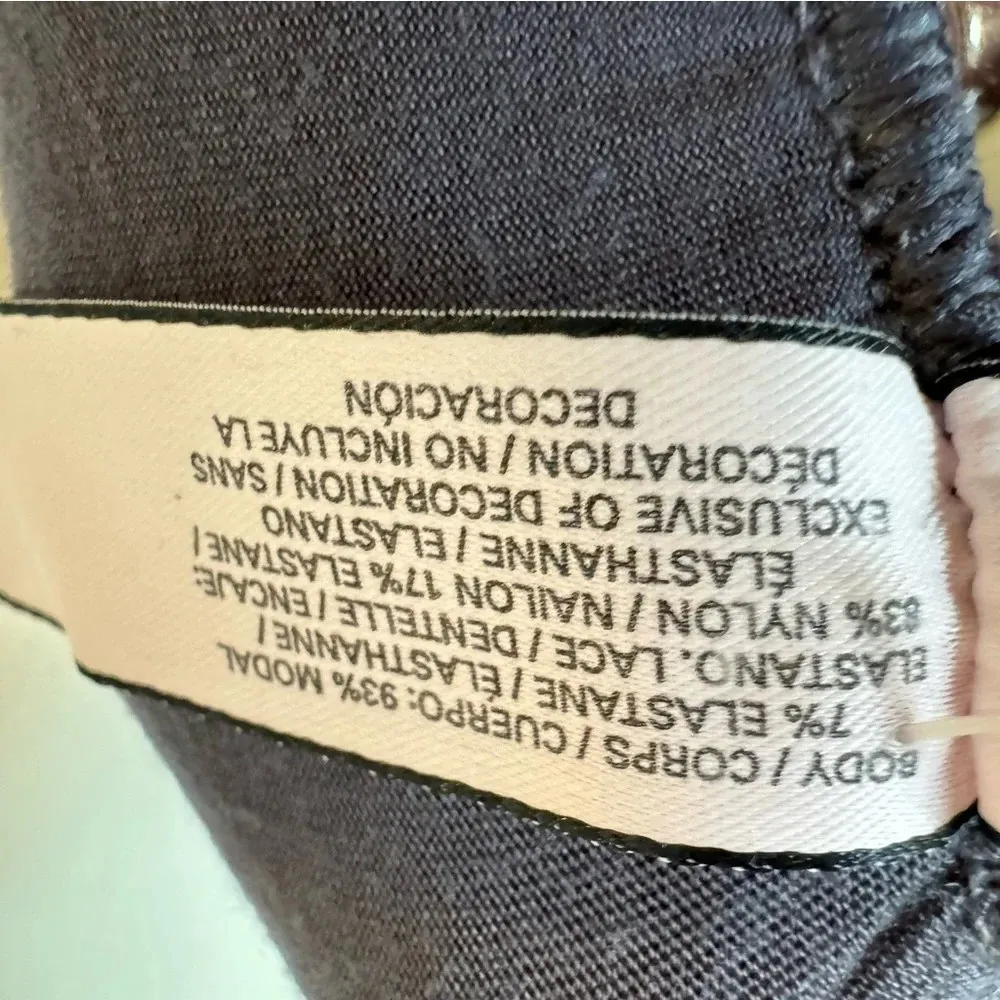 BODY / CORPS / CUERPO: 93% MODAL
7% ELASTANE / ÉLASTHANNE /
ELASTANO. LACE / DENTELLE / ENCAJE:
83% NYLON / NAILON 17% ELASTANE /
ÉLASTHANNE / ELASTANO
EXCLUSIVE OF DECORATION / SANS
DÉCORATION / NO INCLUYE LA
DECORACIÓN